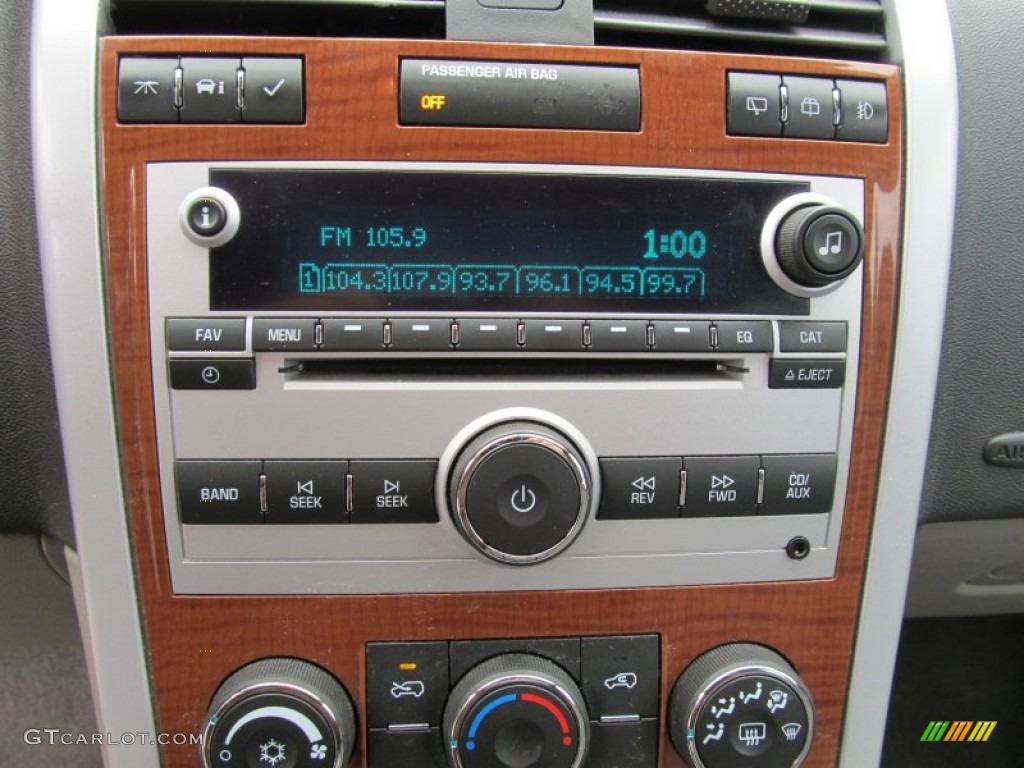 PASSENGER AIR BAG
OFF
FM 105.9
1:00
1 104.3 107.9 93.7 96.1 94.5 99.7
FAV MENU EQ CAT
EJECT
BAND SEEK SEEK REV FWD CD/AUX
GTCARLOT.COM